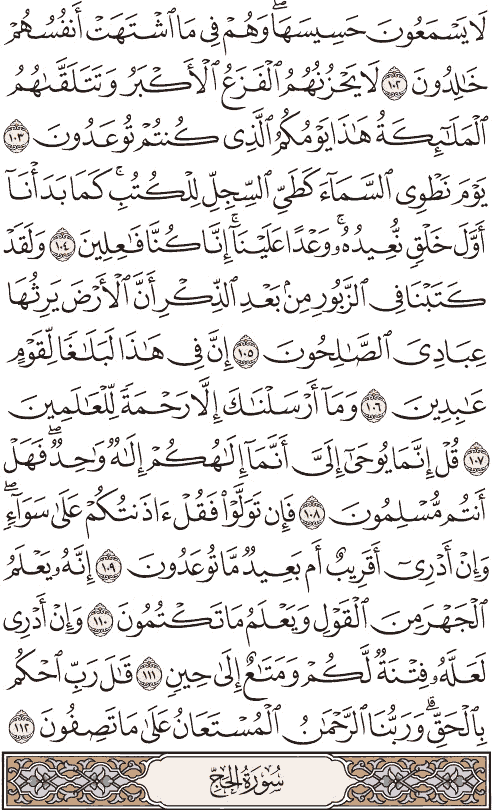 لَا يَسْمَعُونَ حَسِيسَهَاۖ وَهُمْ فِي مَا ٱشْتَهَتْ أَنفُسُهُمْ
خَٰلِدُونَ ١٠٢ لَا يَحْزُنُهُمُ ٱلْفَزَعُ ٱلْأَكْبَرُ وَتَتَلَقَّىٰهُمُ
ٱلْمَلَٰٓئِكَةُ هَٰذَا يَوْمُكُمُ ٱلَّذِي كُنتُمْ تُوعَدُونَ ١٠٣
يَوْمَ نَطْوِي ٱلسَّمَآءَ كَطَيِّ ٱلسِّجِلِّ لِلْكُتُبِۚ كَمَا بَدَأْنَآ
أَوَّلَ خَلْقٍ نُّعِيدُهُۥۚ وَعْدًا عَلَيْنَآۚ إِنَّا كُنَّا فَٰعِلِينَ ١٠٤ وَلَقَدْ
كَتَبْنَا فِي ٱلزَّبُورِ مِنۢ بَعْدِ ٱلذِّكْرِ أَنَّ ٱلْأَرْضَ يَرِثُهَا
عِبَادِيَ ٱلصَّٰلِحُونَ ١٠٥ إِنَّ فِي هَٰذَا لَبَلَٰغًا لِّقَوْمٍ
عَٰبِدِينَ ١٠٦ وَمَآ أَرْسَلْنَٰكَ إِلَّا رَحْمَةً لِّلْعَٰلَمِينَ
١٠٧ قُلْ إِنَّمَا يُوحَىٰٓ إِلَيَّ أَنَّمَآ إِلَٰهُكُمْ إِلَٰهٌ وَٰحِدٌۖ فَهَلْ
أَنتُم مُّسْلِمُونَ ١٠٨ فَإِن تَوَلَّوْا۟ فَقُلْ ءَاذَنتُكُمْ عَلَىٰ سَوَآءٍۖ
وَإِنْ أَدْرِيٓ أَقَرِيبٌ أَم بَعِيدٌ مَّا تُوعَدُونَ ١٠٩ إِنَّهُۥ يَعْلَمُ
ٱلْجَهْرَ مِنَ ٱلْقَوْلِ وَيَعْلَمُ مَا تَكْتُمُونَ ١١٠ وَإِنْ أَدْرِي
لَعَلَّهُۥ فِتْنَةٌ لَّكُمْ وَمَتَٰعٌ إِلَىٰ حِينٍ ١١١ قَٰلَ رَبِّ ٱحْكُم
بِٱلْحَقِّۗ وَرَبُّنَا ٱلرَّحْمَٰنُ ٱلْمُسْتَعَانُ عَلَىٰ مَا تَصِفُونَ ١١٢
سُورَةُ الحَجِّ